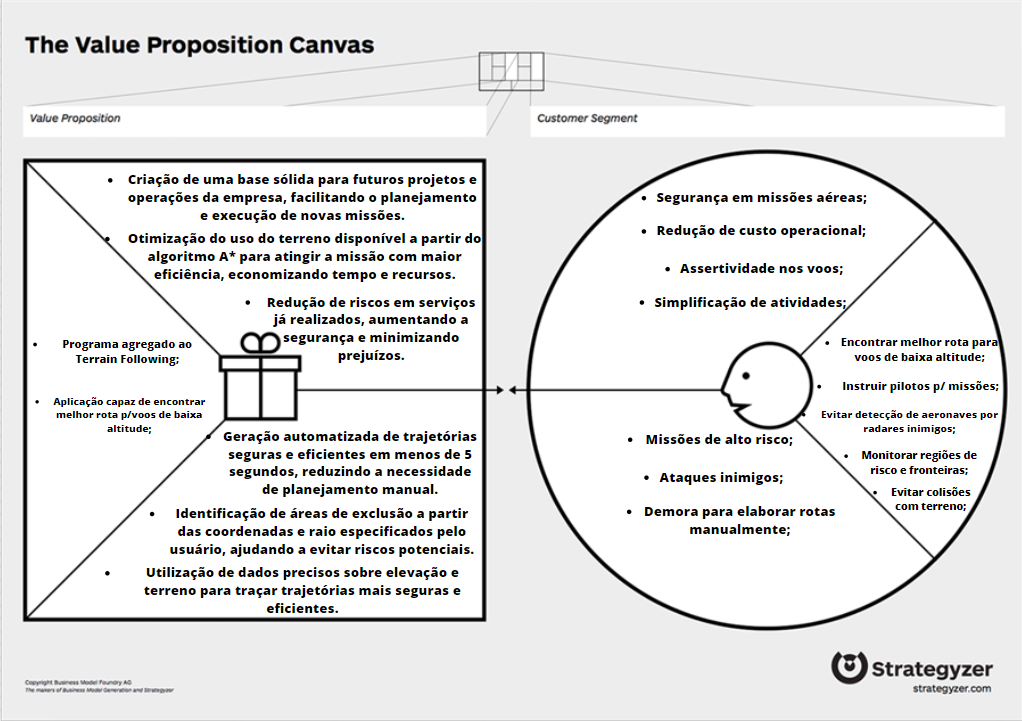 The Value Proposition Canvas
Value Proposition
Customer Segment
• Criação de uma base sólida para futuros projetos e
operações da empresa, facilitando o planejamento
e execução de novas missões.
• Otimização do uso do terreno disponível a partir do
algoritmo A* para atingir a missão com maior
eficiência, economizando tempo e recursos.
• Redução de riscos em serviços
já realizados, aumentando a
segurança e minimizando
prejuízos.
• Programa agregado ao
Terrain Following;
• Aplicação capaz de encontrar
melhor rota p/voos de baixa
altitude;
• Geração automatizada de trajetórias
seguras e eficientes em menos de 5
segundos, reduzindo a necessidade
de planejamento manual.
• Identificação de áreas de exclusão a partir
das coordenadas e raio especificados pelo
usuário, ajudando a evitar riscos potenciais.
• Utilização de dados precisos sobre elevação e
terreno para traçar trajetórias mais seguras e
eficientes.
• Segurança em missões aéreas;
• Redução de custo operacional;
• Assertividade nos voos;
• Simplificação de atividades;
• Encontrar melhor rota para
voos de baixa altitude;
• Instruir pilotos p/ missões;
• Evitar detecção de aeronaves por
radares inimigos;
• Monitorar regiões de
risco e fronteiras;
• Evitar colisões
com terreno;
• Missões de alto risco;
• Ataques inimigos;
• Demora para elaborar rotas
manualmente;
Copyright Business Model Foundry AG
The makers of Business Model Generation and Strategyzer
Strategyzer
strategyzer.com